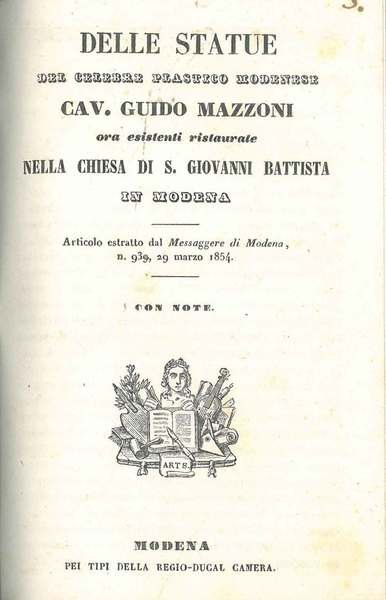 3.
DELLE STATUE
DEL CELEBRE PLASTICO MODENESE
CAV. GUIDO MAZZONI
ora esistenti ristaurate
NELLA CHIESA DI S. GIOVANNI BATTISTA
IN MODENA
Articolo estratto dal Messaggere di Modena,
n. 939, 29 marzo 1854.
CON NOTE.
ARTS.
MODENA
PEI TIPI DELLA REGIO-DUCAL CAMERA.